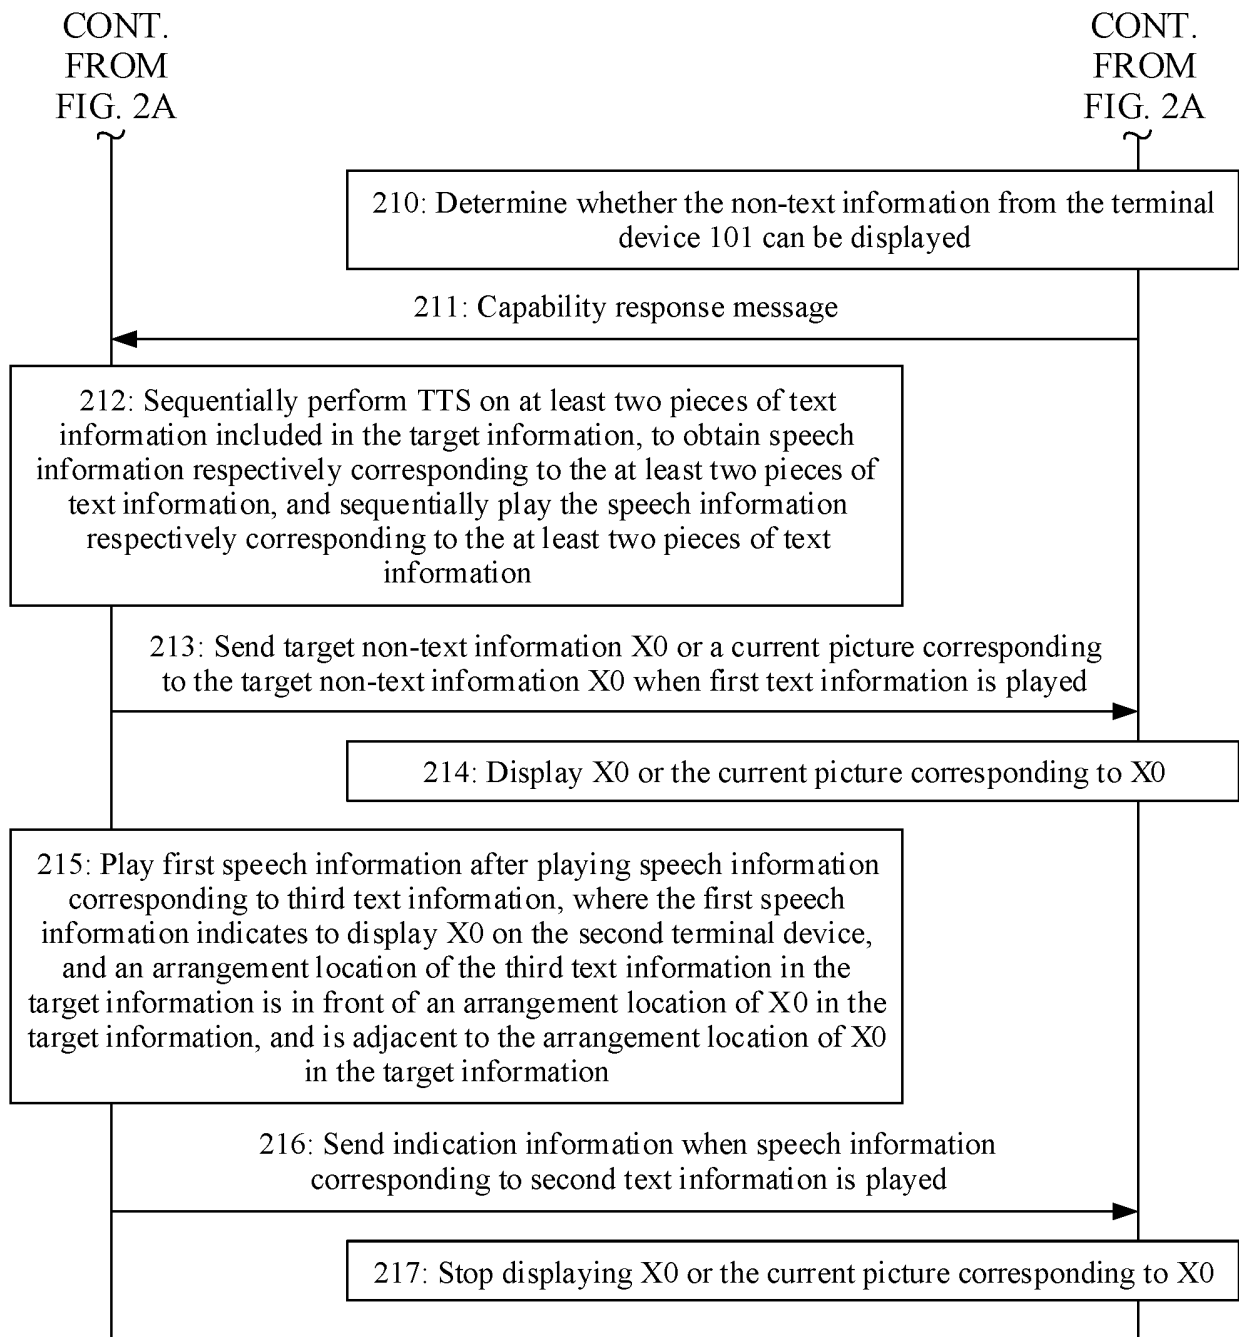 CONT.
FROM
FIG. 2A
CONT.
FROM
FIG. 2A
210: Determine whether the non-text information from the terminal
device 101 can be displayed
211: Capability response message
212: Sequentially perform TTS on at least two pieces of text
information included in the target information, to obtain speech
information respectively corresponding to the at least two pieces of
text information, and sequentially play the speech information
respectively corresponding to the at least two pieces of text
information
213: Send target non-text information X0 or a current picture corresponding
to the target non-text information X0 when first text information is played
214: Display X0 or the current picture corresponding to X0
215: Play first speech information after playing speech information
corresponding to third text information, where the first speech
information indicates to display X0 on the second terminal device,
and an arrangement location of the third text information in the
target information is in front of an arrangement location of X0 in the
target information, and is adjacent to the arrangement location of X0
in the target information
216: Send indication information when speech information
corresponding to second text information is played
217: Stop displaying X0 or the current picture corresponding to X0